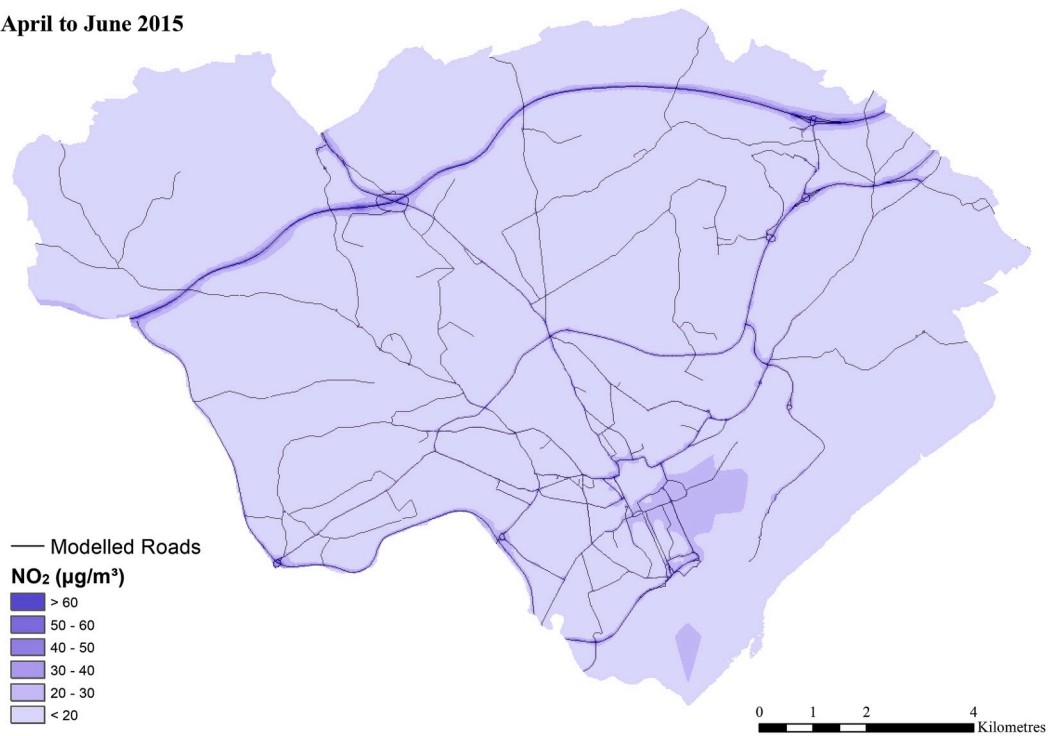 April to June 2015
Modelled Roads
NO₂ (µg/m³)
> 60
50 - 60
40 - 50
30 - 40
20 - 30
< 20
0 1 2 4
Kilometres